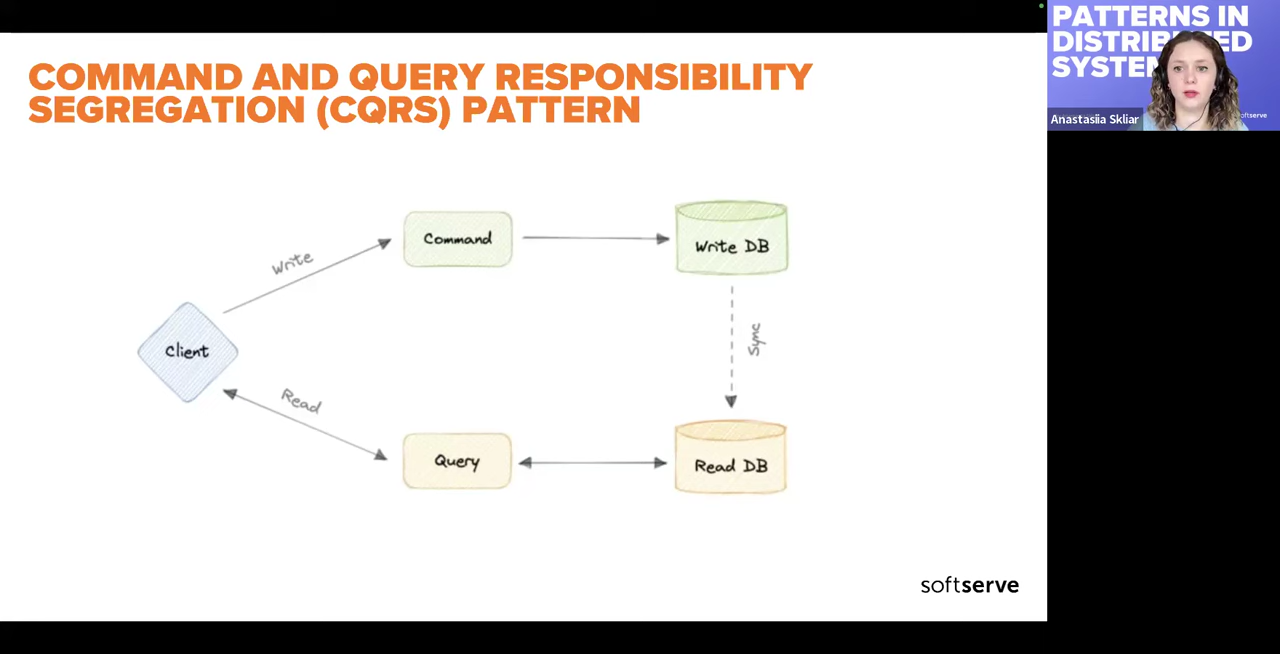 COMMAND AND QUERY RESPONSIBILITY
SEGREGATION (CQRS) PATTERN
Write
Command
Write DB
Client
Sync
Read
Query
Read DB
softserve
PATTERNS IN
DISTRIBUTED
SYSTEM
Anastasiia Skliar